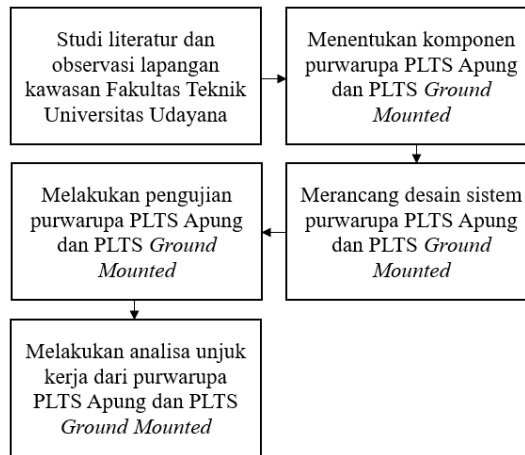 Studi literatur dan
observasi lapangan
kawasan Fakultas Teknik
Universitas Udayana
Menentukan komponen
purwarupa PLTS Apung
dan PLTS Ground
Mounted
Merancang desain sistem
purwarupa PLTS Apung
dan PLTS Ground
Mounted
Melakukan pengujian
purwarupa PLTS Apung
dan PLTS Ground
Mounted
Melakukan analisa unjuk
kerja dari purwarupa
PLTS Apung dan PLTS
Ground Mounted